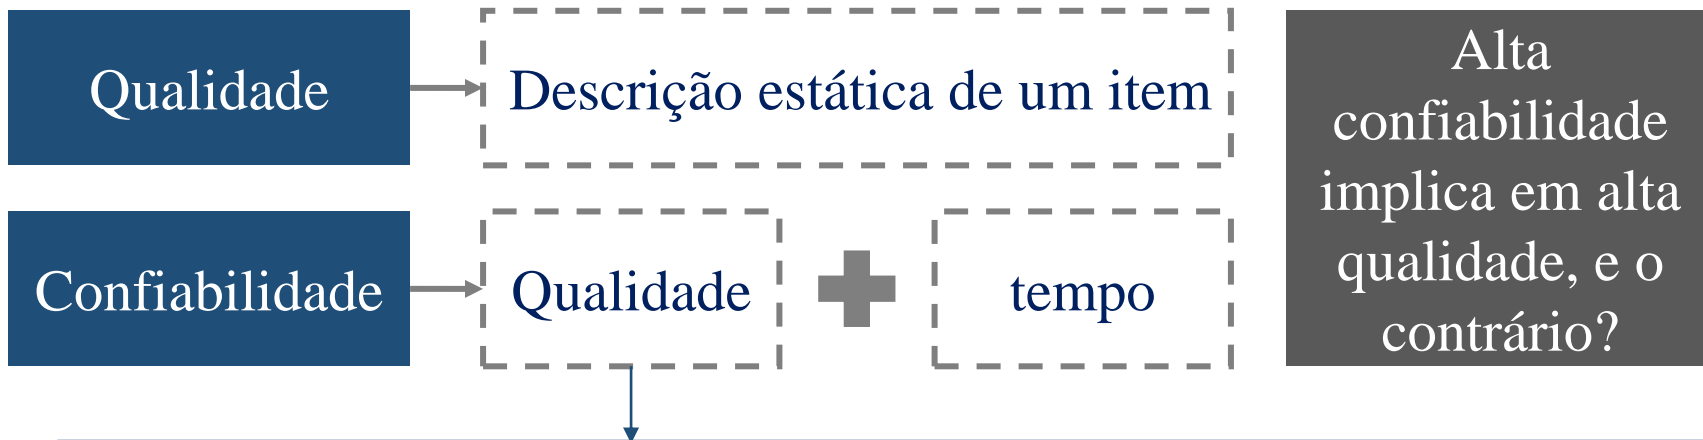 Qualidade
Descrição estática de um item
Confiabilidade
Qualidade
tempo
Alta
confiabilidade
implica em alta
qualidade, e o
contrário?